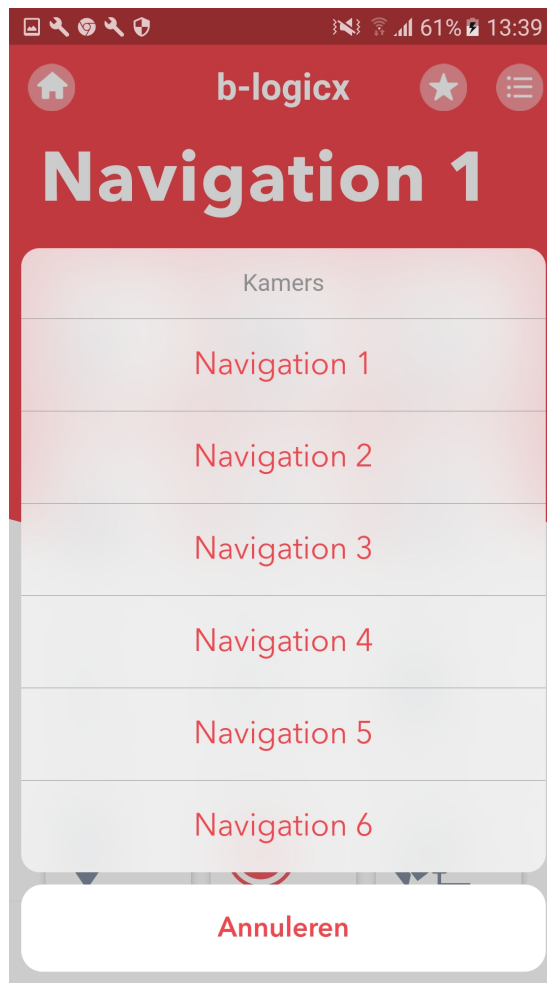 61% 13:39
b-logicx
Navigation 1
Kamers
Navigation 1
Navigation 2
Navigation 3
Navigation 4
Navigation 5
Navigation 6
Annuleren